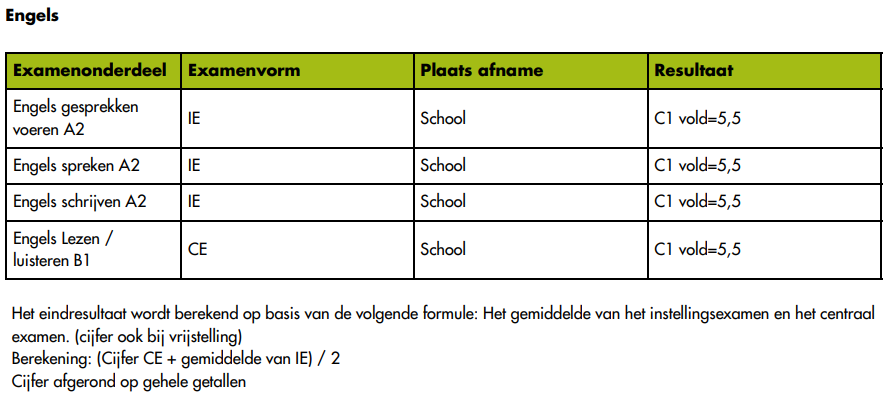 Engels
Examenonderdeel Examenvorm Plaats afname Resultaat
Engels gesprekken
voeren A2 IE School C1 vold=5,5
Engels spreken A2 IE School C1 vold=5,5
Engels schrijven A2 IE School C1 vold=5,5
Engels Lezen /
luisteren B1 CE School C1 vold=5,5
Het eindresultaat wordt berekend op basis van de volgende formule: Het gemiddelde van het instellingsexamen en het centraal
examen. (cijfer ook bij vrijstelling)
Berekening: (Cijfer CE + gemiddelde van IE) / 2
Cijfer afgerond op gehele getallen